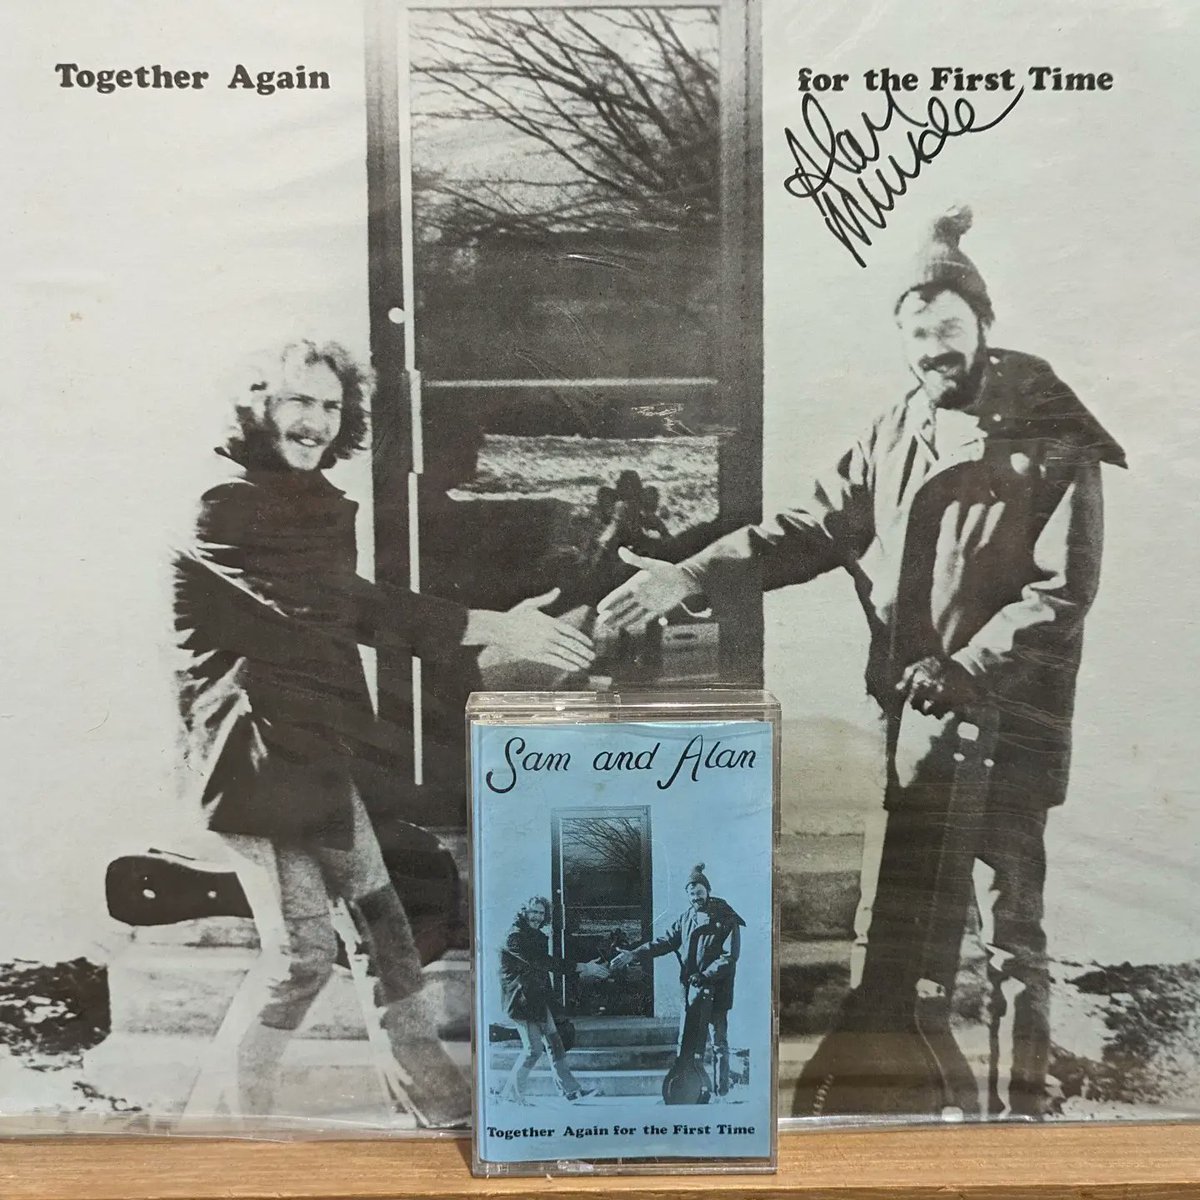 Together Again for the First Time
Alan
Munde
Sam and Alan
Together Again for the First Time